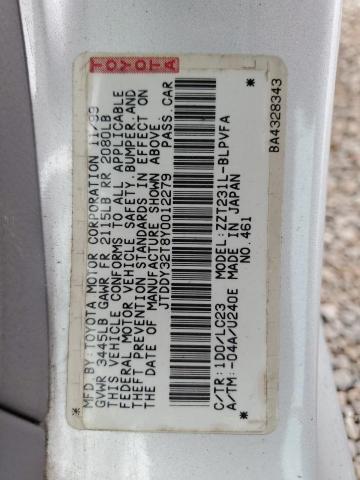 TOYOTA
MFD BY:TOYOTA MOTOR CORPORATION 11/99
GVWR 3445LB GAWR FR 2115LB RR 2080LB
THIS VEHICLE CONFORMS TO ALL APPLICABLE
FEDERAL MOTOR VEHICLE SAFETY,BUMPER,AND
THEFT PREVENTION STANDARDS IN EFFECT ON
THE DATE OF MANUFACTURE SHOWN ABOVE.
JTDDY32T8Y0012279 PASS.CAR
* *
C/TR:1D0/LC23 MODEL:ZZT231L-BLPVFA
A/TM:-04A/U240E MADE IN JAPAN
NO.461
BA4328343